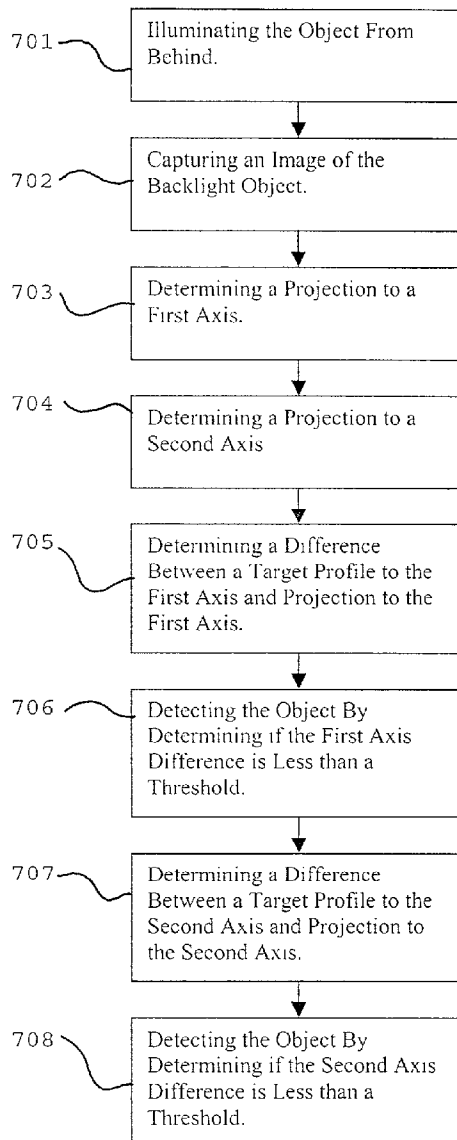 701
Illuminating the Object From
Behind.
702
Capturing an Image of the
Backlight Object.
703
Determining a Projection to a
First Axis.
704
Determining a Projection to a
Second Axis
705
Determining a Difference
Between a Target Profile to the
First Axis and Projection to the
First Axis.
706
Detecting the Object By
Determining if the First Axis
Difference is Less than a
Threshold.
707
Determining a Difference
Between a Target Profile to the
Second Axis and Projection to
the Second Axis.
708
Detecting the Object By
Determining if the Second Axis
Difference is Less than a
Threshold.